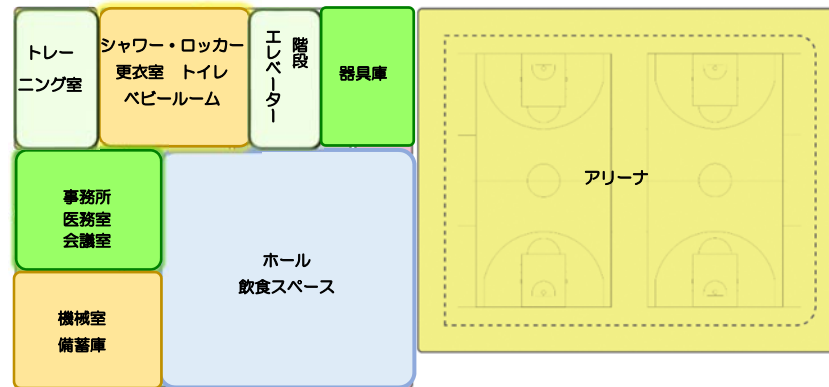 トレー
ニング室
シャワー・ロッカー
更衣室　トイレ
ベビールーム
階段
エレベーター
器具庫
事務所
医務室
会議室
機械室
備蓄庫
ホール
飲食スペース
アリーナ